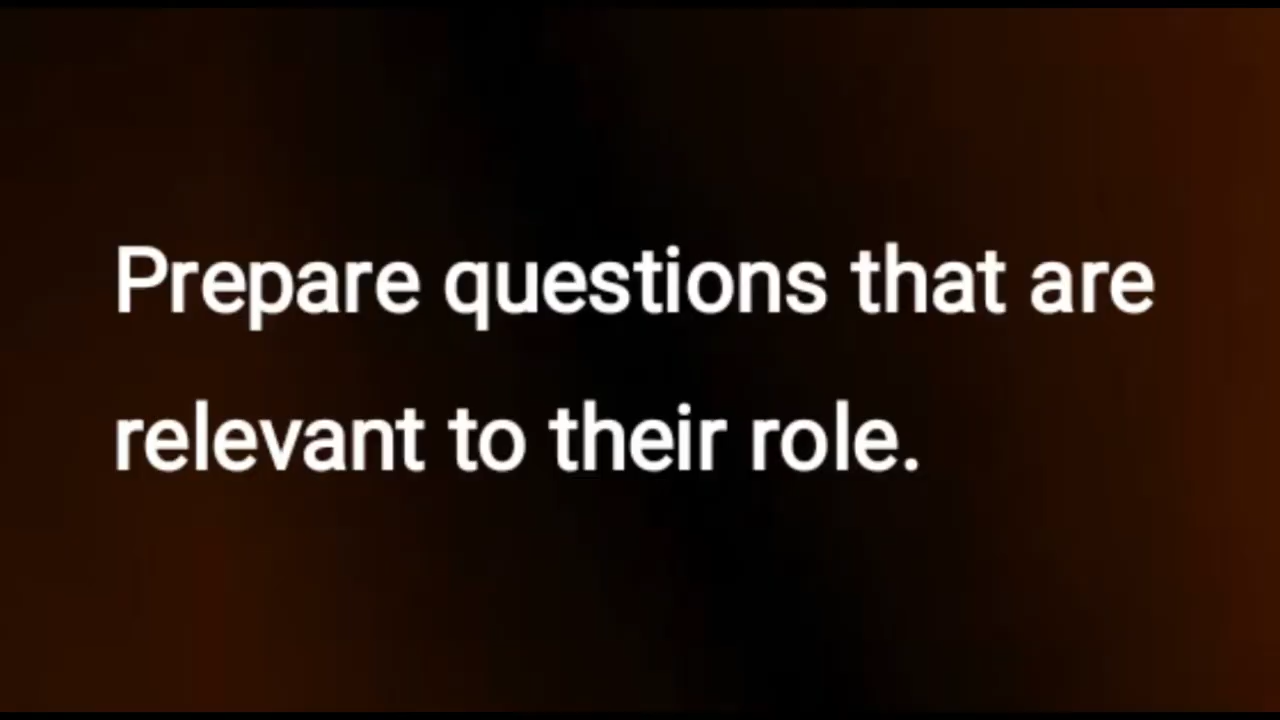 Prepare questions that are
relevant to their role.